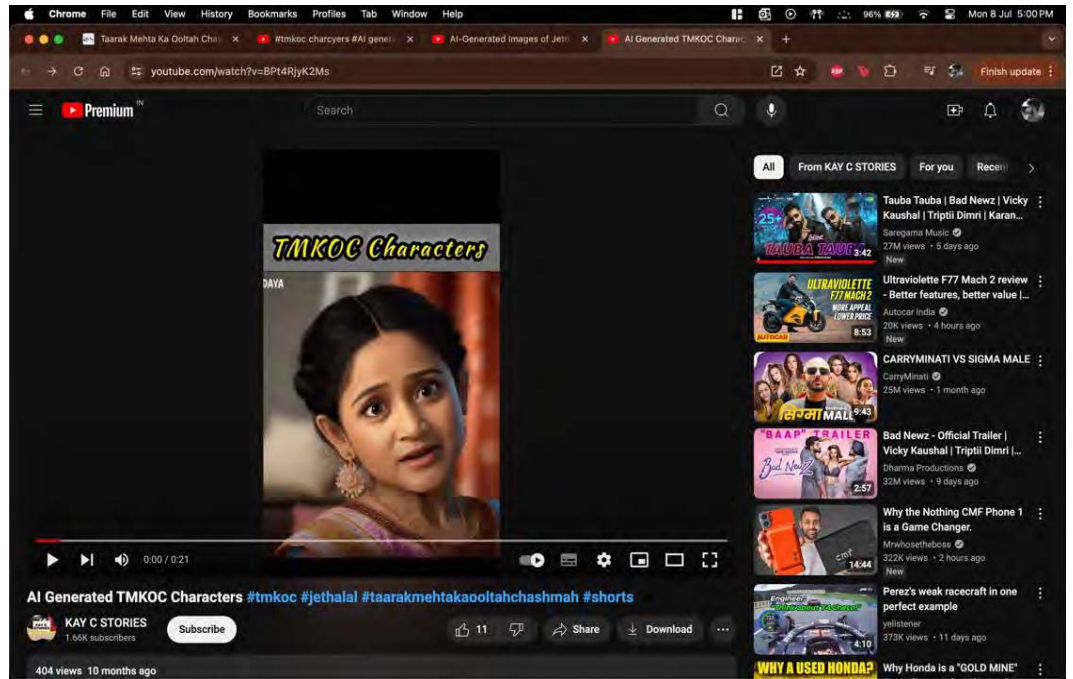 Chrome File Edit View History Bookmarks Profiles Tab Window Help
96% Mon 8 Jul 5:00 PM
Taarak Mehta Ka Ooltah Cha
#tmkoc charcyers #AI gener
AI-Generated Images of Jeth
AI Generated TMKOC Charac
youtube.com/watch?v=BPt4RjyK2Ms
Finish update
Premium IN
Search
TMKOC Characters
DAYA
0:00 / 0:21
AI Generated TMKOC Characters #tmkoc #jethalal #taarakmehtakaooltahchashmah #shorts
KAY C STORIES
1.66K subscribers
Subscribe
11
Share
Download
404 views 10 months ago
All From KAY C STORIES For you Recen
25+
TAUBA TAUBA
3:42
Tauba Tauba | Bad Newz | Vicky
Kaushal | Triptii Dimri | Karan...
Saregama Music
27M views • 5 days ago
New
ULTRAVIOLETTE
F77 MACH 2
MORE APPEAL
LOWER PRICE
AUTOCAR
8:53
Ultraviolette F77 Mach 2 review
- Better features, better value |...
Autocar India
20K views • 4 hours ago
New
सिग्मा MALE
9:43
CARRYMINATI VS SIGMA MALE
CarryMinati
25M views • 1 month ago
"BAAP" TRAILER
Bad Newz
2:57
Bad Newz - Official Trailer |
Vicky Kaushal | Triptii Dimri |...
Dharma Productions
32M views • 9 days ago
cmf
14:44
Why the Nothing CMF Phone 1
is a Game Changer.
Mrwhosetheboss
322K views • 2 hours ago
New
Engineer:
4:10
Perez's weak racecraft in one
perfect example
yelistener
373K views • 11 days ago
WHY A USED HONDA?
Why Honda is a "GOLD MINE"